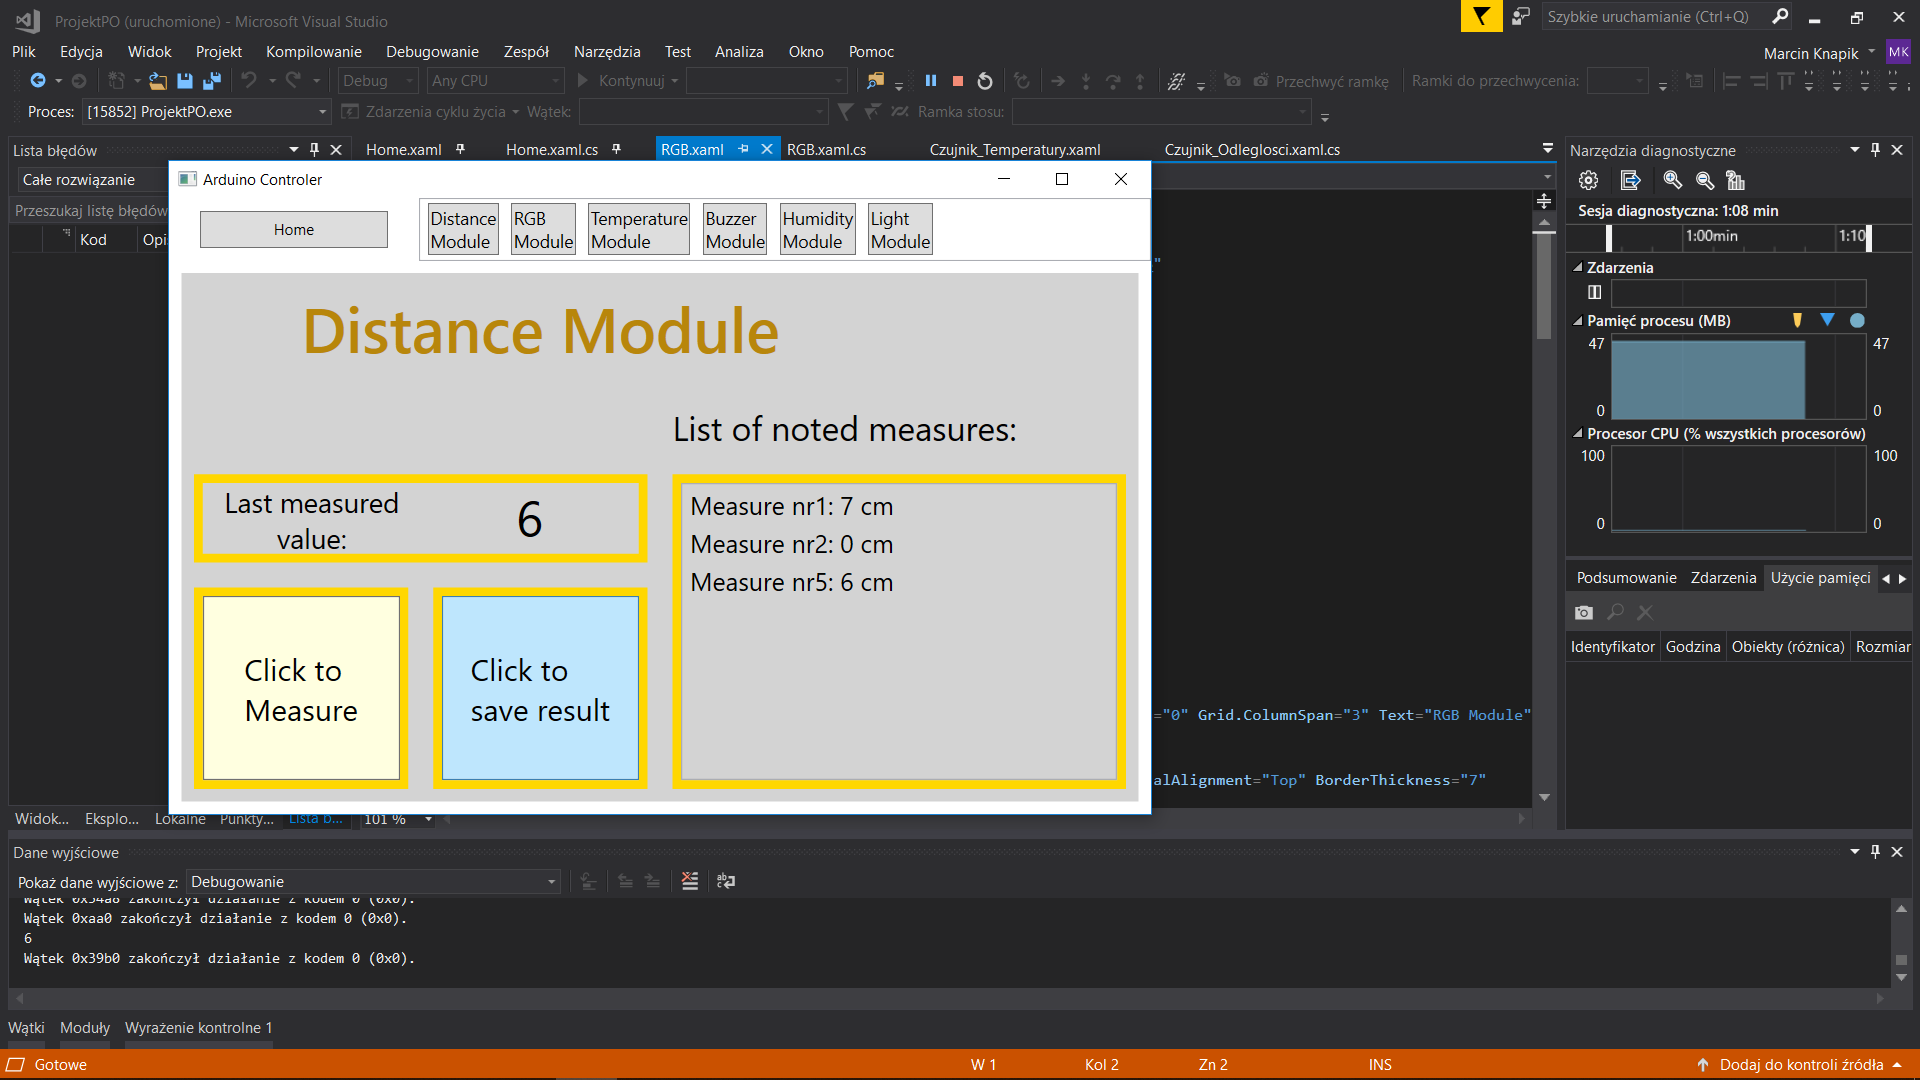 ProjektPO (uruchomione) - Microsoft Visual Studio
Szybkie uruchamianie (Ctrl+Q)
Plik Edycja Widok Projekt Kompilowanie Debugowanie Zespół Narzędzia Test Analiza Okno Pomoc
Marcin Knapik MK
Debug Any CPU Kontynuuj Przechwyć ramkę Ramki do przechwycenia:
Proces: [15852] ProjektPO.exe Zdarzenia cyklu życia Wątek: Ramka stosu:
Lista błędów
Home.xaml Home.xaml.cs RGB.xaml RGB.xaml.cs Czujnik_Temperatury.xaml Czujnik_Odleglosci.xaml.cs
Całe rozwiązanie
Przeszukaj listę błędów
Kod
Arduino Controler
Home
Distance Module
RGB Module
Temperature Module
Buzzer Module
Humidity Module
Light Module
Distance Module
List of noted measures:
Last measured
value:
6
Measure nr1: 7 cm
Measure nr2: 0 cm
Measure nr5: 6 cm
Click to
Measure
Click to
save result
="0" Grid.ColumnSpan="3" Text="RGB Module"
alAlignment="Top" BorderThickness="7"
Narzędzia diagnostyczne
Sesja diagnostyczna: 1:08 min
1:00min 1:10
Zdarzenia
Pamięć procesu (MB)
47 47
0 0
Procesor CPU (% wszystkich procesorów)
100 100
0 0
Podsumowanie Zdarzenia Użycie pamięci
Identyfikator Godzina Obiekty (różnica) Rozmiar
Widok... Eksplo... Lokalne Punkty... Lista b... 101 %
Dane wyjściowe
Pokaż dane wyjściowe z: Debugowanie
Wątek 0x54a8 zakończył działanie z kodem 0 (0x0).
Wątek 0xaa0 zakończył działanie z kodem 0 (0x0).
6
Wątek 0x39b0 zakończył działanie z kodem 0 (0x0).
Wątki Moduły Wyrażenie kontrolne 1
Gotowe W 1 Kol 2 Zn 2 INS Dodaj do kontroli źródła